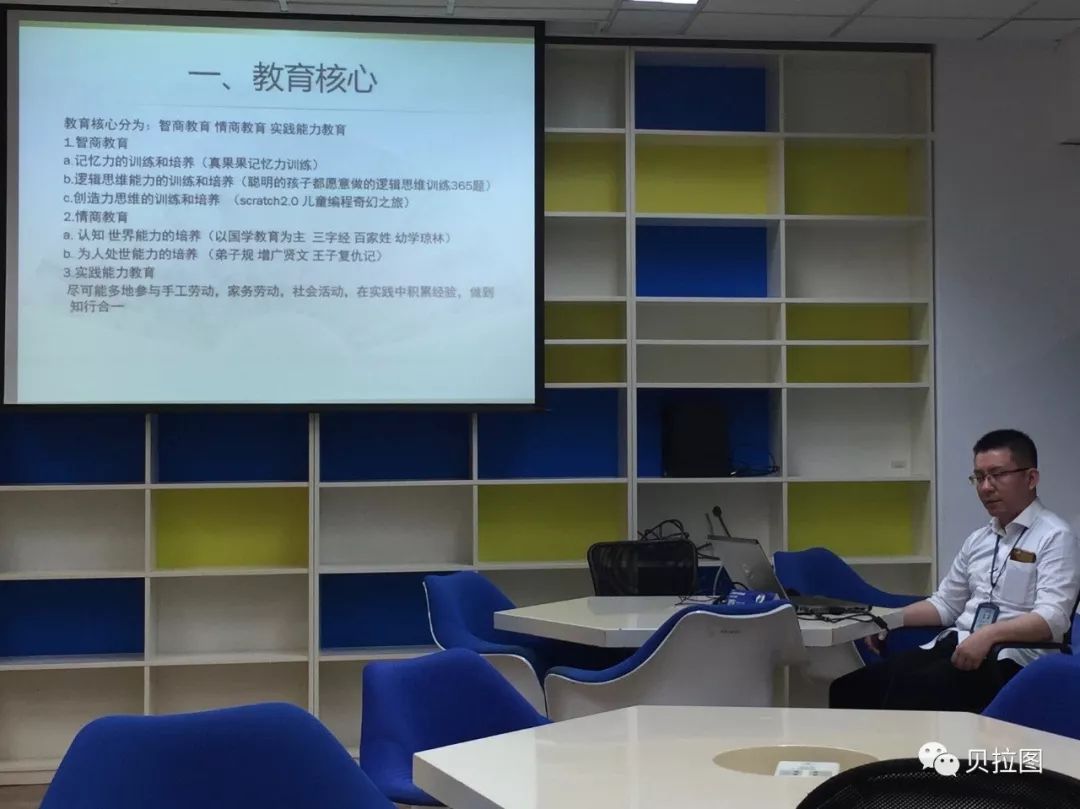 一、教育核心
教育核心分为：智商教育 情商教育 实践能力教育
1.智商教育
a.记忆力的训练和培养（真果果记忆力训练）
b.逻辑思维能力的训练和培养（聪明的孩子都愿意做的逻辑思维训练365题）
c.创造力思维的训练和培养 （scratch2.0 儿童编程奇幻之旅）
2.情商教育
a. 认知 世界能力的培养（以国学教育为主 三字经 百家姓 幼学琼林）
b. 为人处世能力的培养 （弟子规 增广贤文 王子复仇记）
3.实践能力教育
尽可能多地参与手工劳动，家务劳动，社会活动，在实践中积累经验，做到
知行合一
贝拉图